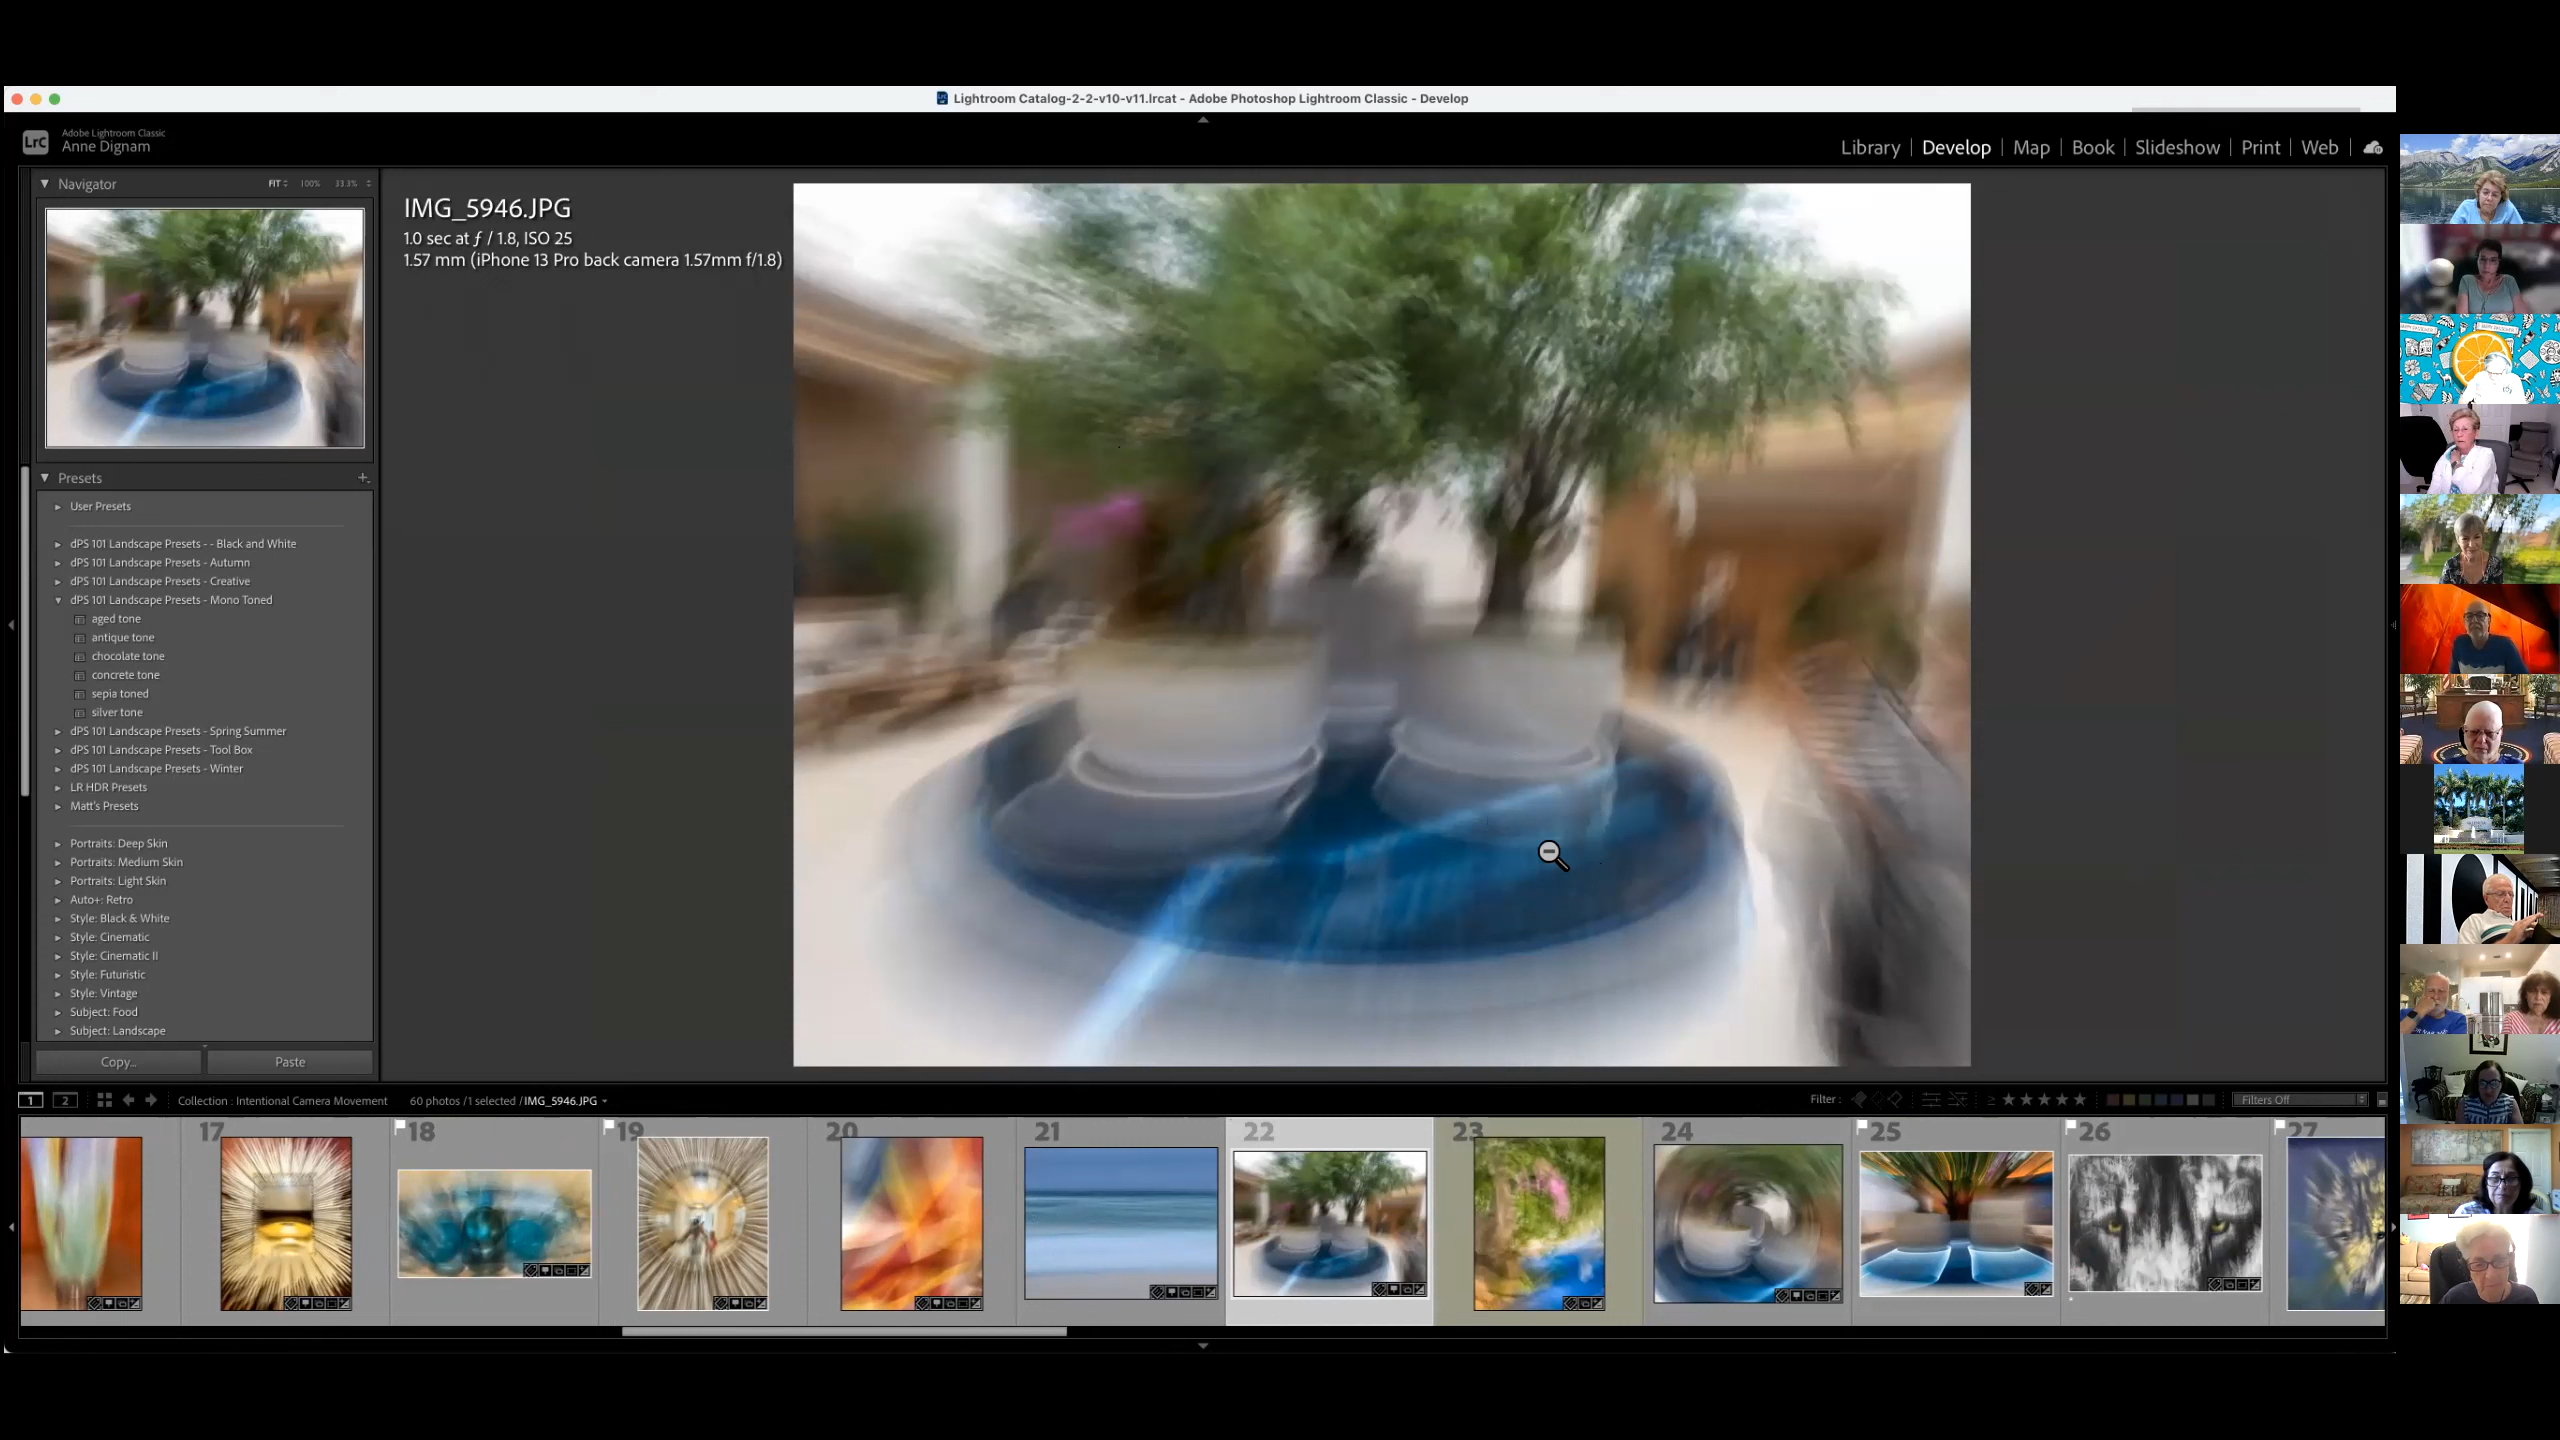 Lightroom Catalog-2-2-v10-v11.lrcat - Adobe Photoshop Lightroom Classic - Develop
LrC
Adobe Lightroom Classic
Anne Dignam
Library | Develop | Map | Book | Slideshow | Print | Web
Navigator
FIT 100% 33.3%
IMG_5946.JPG
1.0 sec at ƒ / 1.8, ISO 25
1.57 mm (iPhone 13 Pro back camera 1.57mm f/1.8)
Presets
User Presets
dPS 101 Landscape Presets - - Black and White
dPS 101 Landscape Presets - Autumn
dPS 101 Landscape Presets - Creative
dPS 101 Landscape Presets - Mono Toned
aged tone
antique tone
chocolate tone
concrete tone
sepia toned
silver tone
dPS 101 Landscape Presets - Spring Summer
dPS 101 Landscape Presets - Tool Box
dPS 101 Landscape Presets - Winter
LR HDR Presets
Matt's Presets
Portraits: Deep Skin
Portraits: Medium Skin
Portraits: Light Skin
Auto+: Retro
Style: Black & White
Style: Cinematic
Style: Cinematic II
Style: Futuristic
Style: Vintage
Subject: Food
Subject: Landscape
Copy... Paste
1 2 Collection : Intentional Camera Movement 60 photos /1 selected /IMG_5946.JPG Filter : Filters Off
17 18 19 20 21 22 23 24 25 26 27